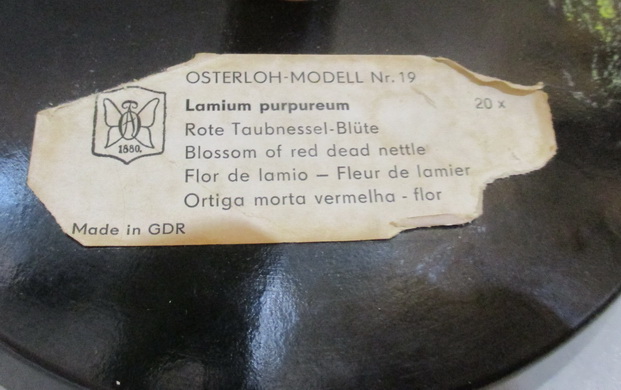 OSTERLOH-MODELL Nr. 19
Lamium purpureum 20 x
Rote Taubnessel-Blüte
Blossom of red dead nettle
Flor de lamio – Fleur de lamier
Ortiga morta vermelha - flor
1880.
Made in GDR